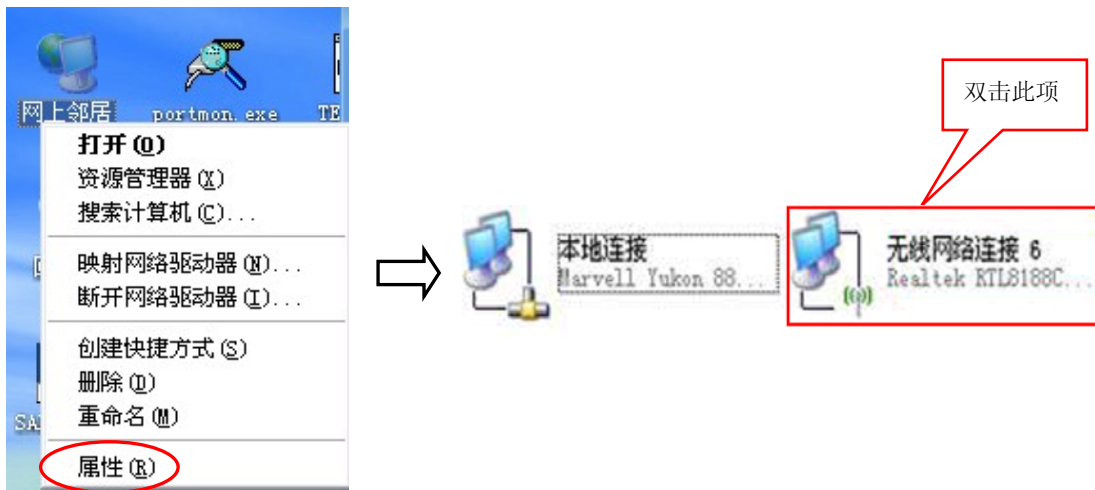 网上邻居
portmon.exe
TE
打开(O)
资源管理器(X)
搜索计算机(C)...
映射网络驱动器(N)...
断开网络驱动器(I)...
创建快捷方式(S)
删除(D)
重命名(M)
属性(R)
SA
本地连接
Marvell Yukon 88...
无线网络连接 6
Realtek RTL8188C...
双击此项